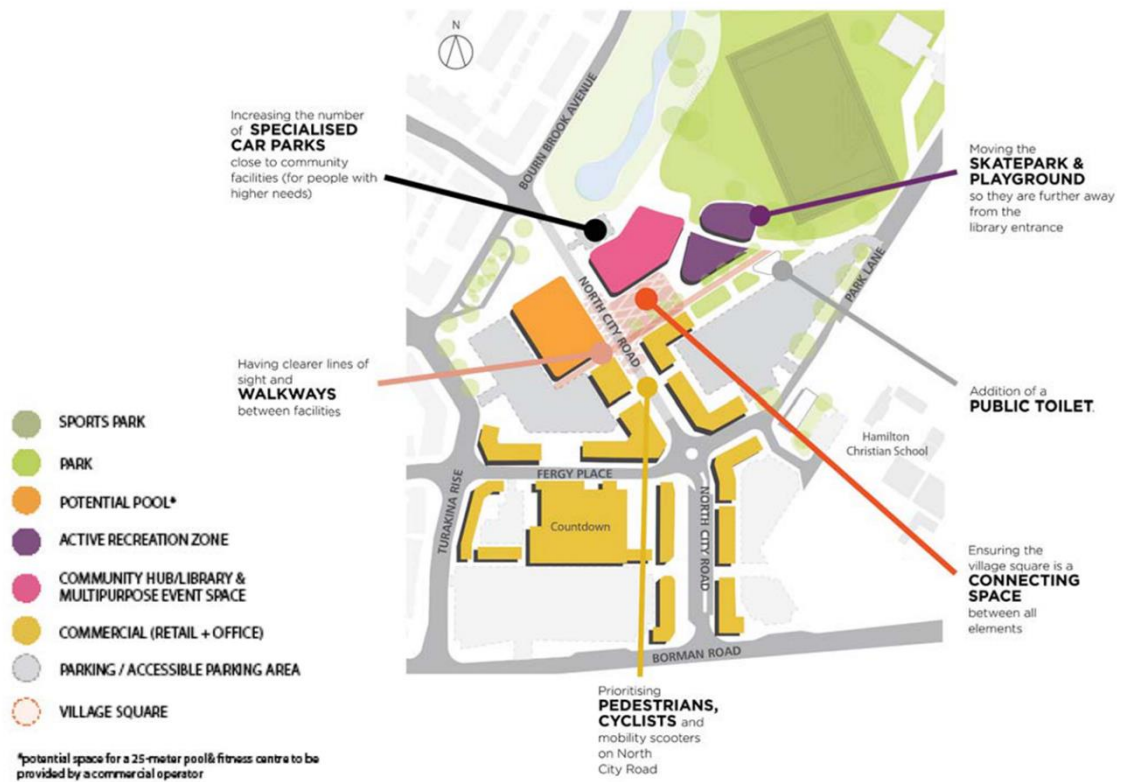 N
Increasing the number
of SPECIALISED
CAR PARKS
close to community
facilities (for people with
higher needs)
BOURN BROOK AVENUE
Moving the
SKATEPARK &
PLAYGROUND
so they are further away
from the
library entrance
PARK LANE
NORTH CITY ROAD
Having clearer lines of
sight and
WALKWAYS
between facilities
Addition of a
PUBLIC TOILET.
Hamilton
Christian School
SPORTS PARK
PARK
POTENTIAL POOL*
ACTIVE RECREATION ZONE
COMMUNITY HUB/LIBRARY &
MULTIPURPOSE EVENT SPACE
COMMERCIAL (RETAIL + OFFICE)
PARKING / ACCESSIBLE PARKING AREA
VILLAGE SQUARE
*potential space for a 25-meter pool& fitness centre to be
provided by a commercial operator
FERGY PLACE
TURAKINA RISE
Countdown
NORTH CITY ROAD
BORMAN ROAD
Ensuring the
village square is a
CONNECTING
SPACE
between all
elements
Prioritising
PEDESTRIANS,
CYCLISTS and
mobility scooters
on North
City Road